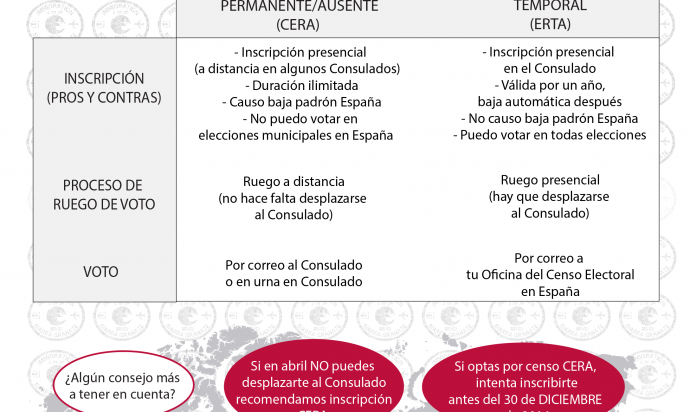 PERMANENTE/AUSENTE
(CERA)
TEMPORAL
(ERTA)
INSCRIPCIÓN
(PROS Y CONTRAS)
- Inscripción presencial
(a distancia en algunos Consulados)
- Duración ilimitada
- Causo baja padrón España
- No puedo votar en
elecciones municipales en España
- Inscripción presencial
en el Consulado
- Válida por un año,
baja automática después
- No causo baja padrón España
- Puedo votar en todas elecciones
PROCESO DE
RUEGO DE VOTO
Ruego a distancia
(no hace falta desplazarse
al Consulado)
Ruego presencial
(hay que desplazarse
al Consulado)
VOTO
Por correo al Consulado
o en urna en Consulado
Por correo a
tu Oficina del Censo Electoral
en España
¿Algún consejo más
a tener en cuenta?
Si en abril NO puedes
desplazarte al Consulado
recomendamos inscripción
Si optas por censo CERA,
intenta inscribirte
antes del 30 de DICIEMBRE